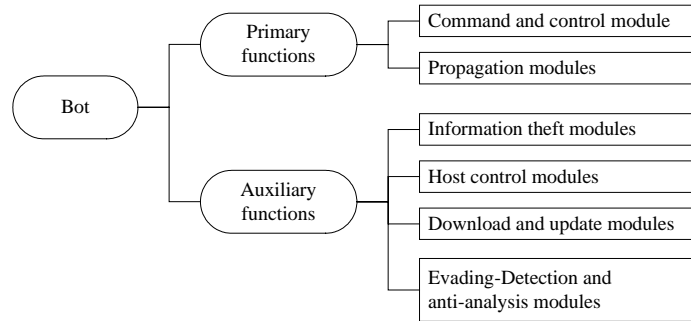 Bot
Primary
functions
Command and control module
Propagation modules
Auxiliary
functions
Information theft modules
Host control modules
Download and update modules
Evading-Detection and
anti-analysis modules